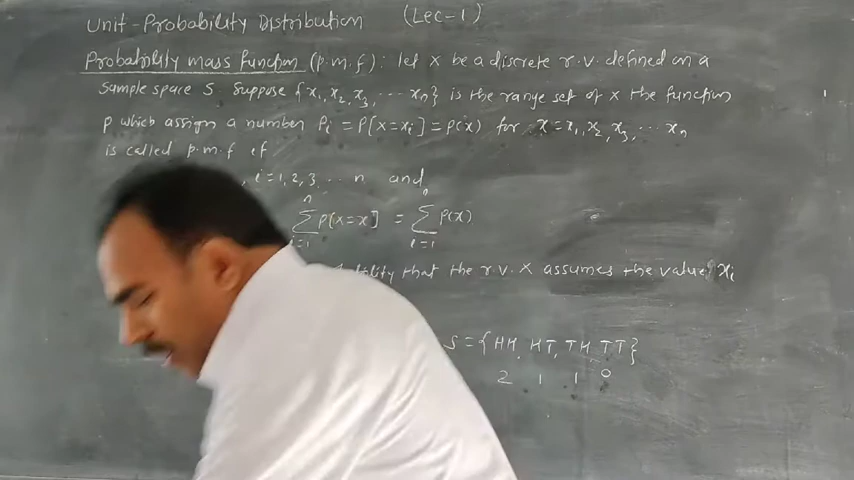 Unit-Probability Distribution (Lec-1)
Probability mass function (p.m.f): let X be a discrete r.v. defined on a
Sample space S Suppose {x₁, x₂, x₃, ... xₙ} is the range set of X the function
p which assign a number Pᵢ = P[X=xᵢ] = P(x) for x = x₁, x₂, x₃, ... xₙ
is called p.m.f if
, i=1,2,3 ... n and
n∑i=1 P[X=x] = n∑i=1 P(x)
that the r.v. X assumes the value xᵢ
S = {HH, HT, TH, TT}
2 1 1 0